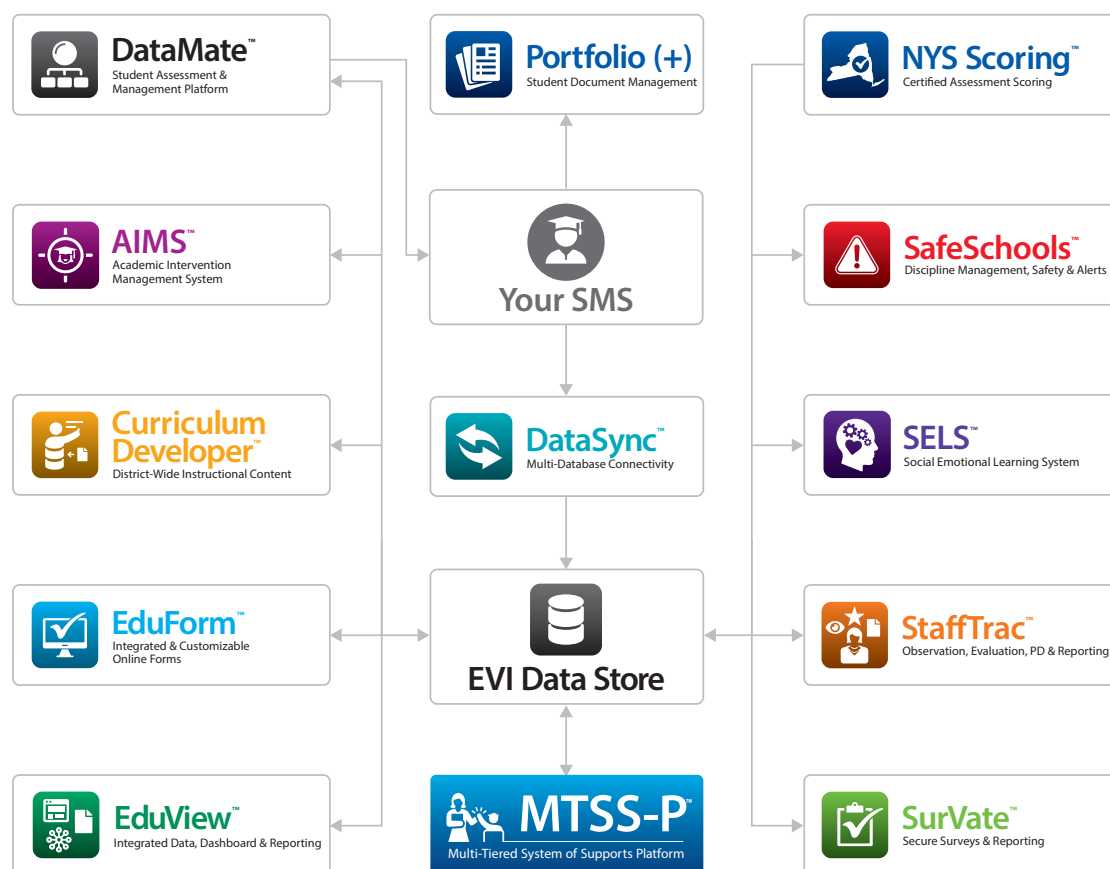 DataMate™
Student Assessment &
Management Platform
Portfolio (+)
Student Document Management
NYS Scoring™
Certified Assessment Scoring
AIMS™
Academic Intervention
Management System
Your SMS
SafeSchools™
Discipline Management, Safety & Alerts
Curriculum
Developer™
District-Wide Instructional Content
DataSync™
Multi-Database Connectivity
SELS™
Social Emotional Learning System
EduForm™
Integrated & Customizable
Online Forms
EVI Data Store
StaffTrac™
Observation, Evaluation, PD & Reporting
EduView™
Integrated Data, Dashboard & Reporting
MTSS-P™
Multi-Tiered System of Supports Platform
SurVate™
Secure Surveys & Reporting